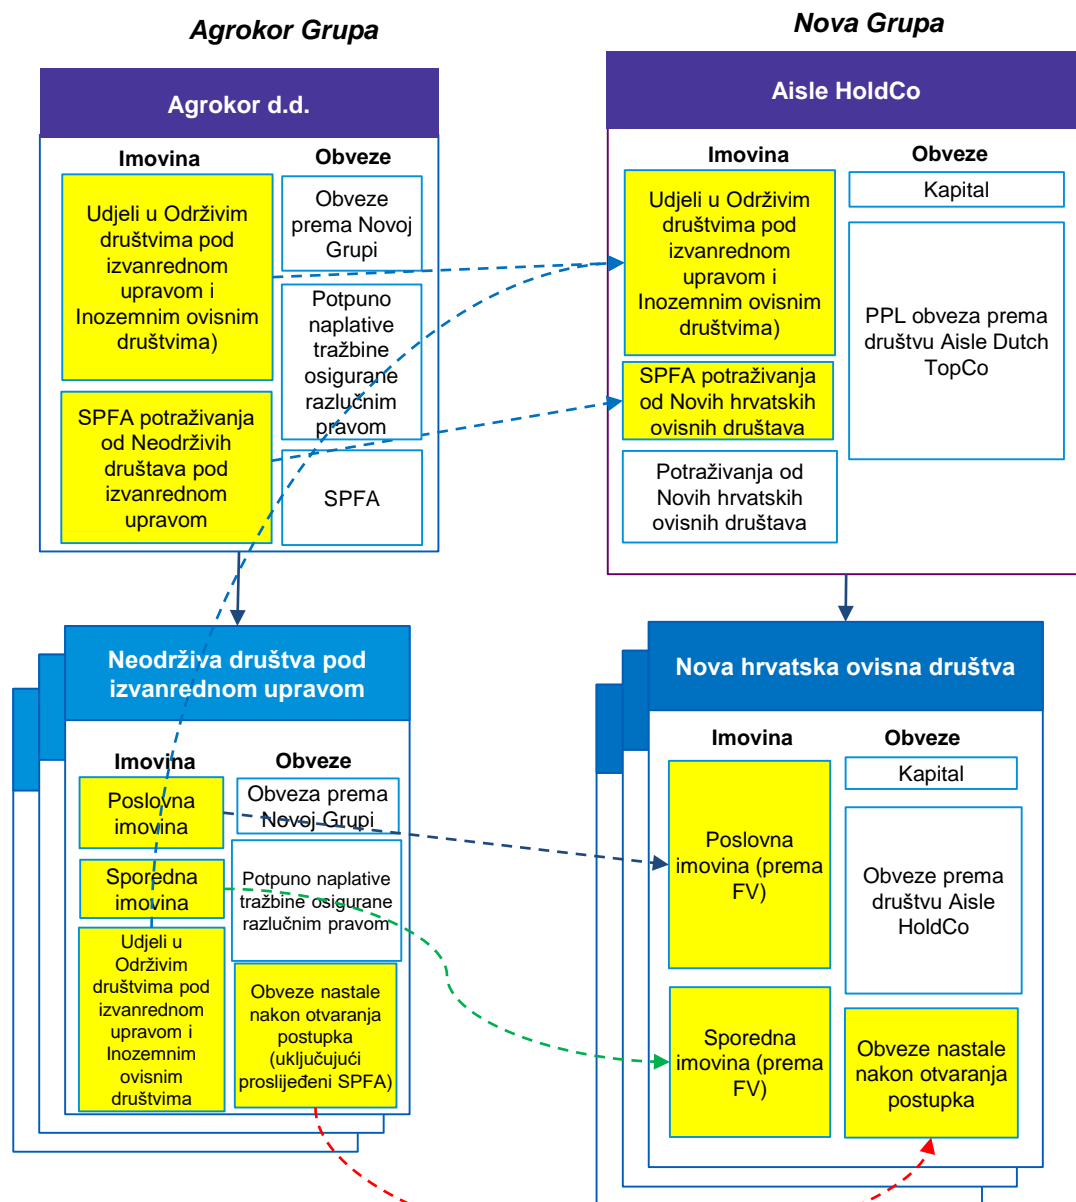 Agrokor Grupa
Nova Grupa
Agrokor d.d.
Imovina
Obveze
Udjeli u Održivim
društvima pod
izvanrednom
upravom i
Inozemnim ovisnim
društvima)
SPFA potraživanja
od Neodrživih
društava pod
izvanrednom
upravom
Obveze
prema Novoj
Grupi
Potpuno
naplative
tražbine
osigurane
razlučnim
pravom
SPFA
Aisle HoldCo
Imovina
Obveze
Udjeli u Održivim
društvima pod
izvanrednom
upravom i
Inozemnim ovisnim
društvima)
SPFA potraživanja
od Novih hrvatskih
ovisnih društava
Potraživanja od
Novih hrvatskih
ovisnih društava
Kapital
PPL obveza prema
društvu Aisle Dutch
TopCo
Neodrživa društva pod
izvanrednom upravom
Imovina
Obveze
Poslovna
imovina
Sporedna
imovina
Udjeli u
Održivim
društvima pod
izvanrednom
upravom i
Inozemnim
ovisnim
društvima
Obveza prema
Novoj Grupi
Potpuno naplative
tražbine osigurane
razlučnim pravom
Obveze nastale
nakon otvaranja
postupka
(uključujući
proslijeđeni SPFA)
Nova hrvatska ovisna društva
Imovina
Obveze
Poslovna
imovina (prema
FV)
Sporedna
imovina (prema
FV)
Kapital
Obveze prema
društvu Aisle
HoldCo
Obveze nastale
nakon otvaranja
postupka